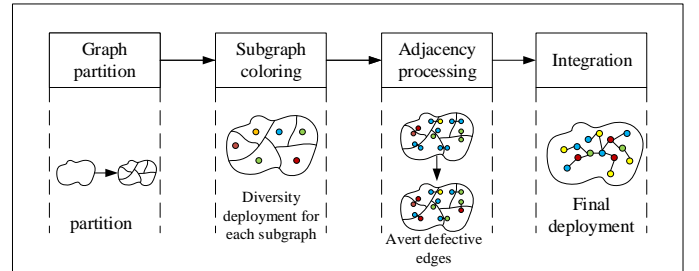 Graph
partition
Subgraph
coloring
Adjacency
processing
Integration
partition
Diversity
deployment for
each subgraph
Avert defective
edges
Final
deployment